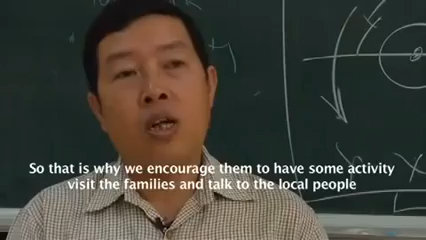 So that is why we encourage them to have some activity
visit the families and talk to the local people